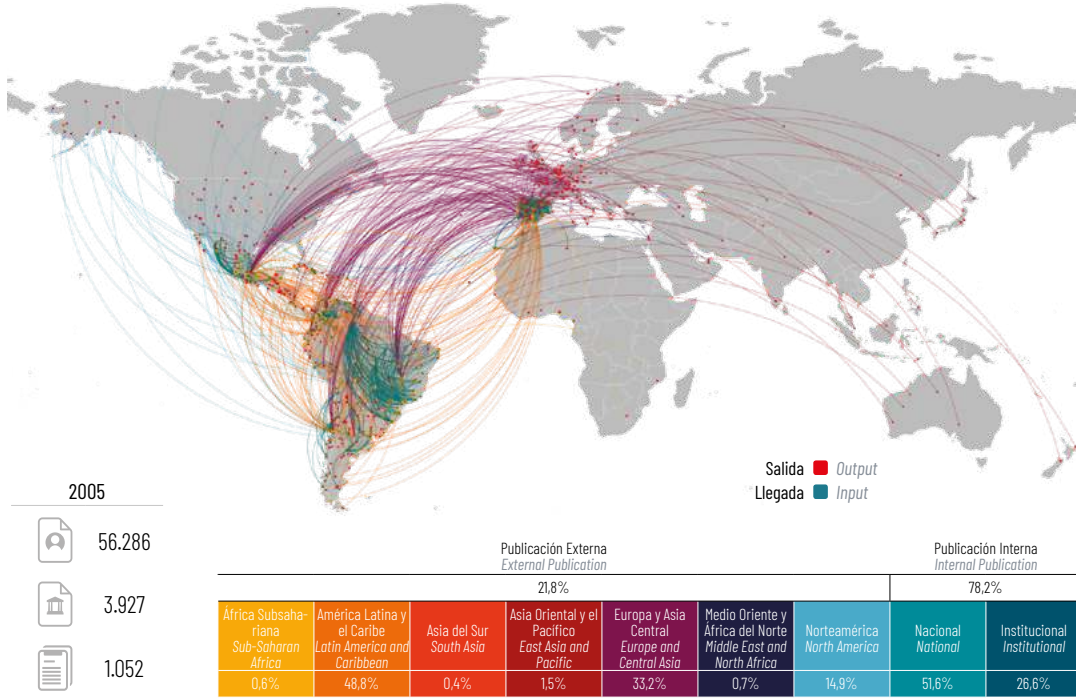 Salida Output
Llegada Input
2005
56.286
3.927
1.052
Publicación Externa
External Publication
Publicación Interna
Internal Publication
21,8%
78,2%
África Subsaha-
riana
Sub-Saharan
Africa
América Latina y
el Caribe
Latin America and
Caribbean
Asia del Sur
South Asia
Asia Oriental y el
Pacífico
East Asia and
Pacific
Europa y Asia
Central
Europe and
Central Asia
Medio Oriente y
África del Norte
Middle East and
North Africa
Norteamérica
North America
Nacional
National
Institucional
Institutional
0,6%
48,8%
0,4%
1,5%
33,2%
0,7%
14,9%
51,6%
26,6%